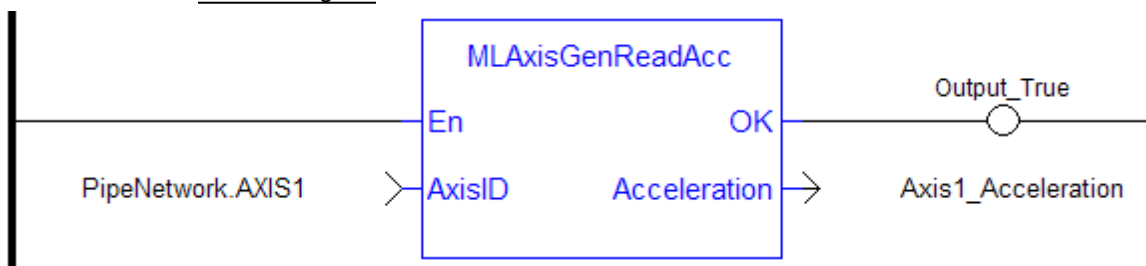 MLAxisGenReadAcc
Output_True
En OK
PipeNetwork.AXIS1 AxisID Acceleration Axis1_Acceleration